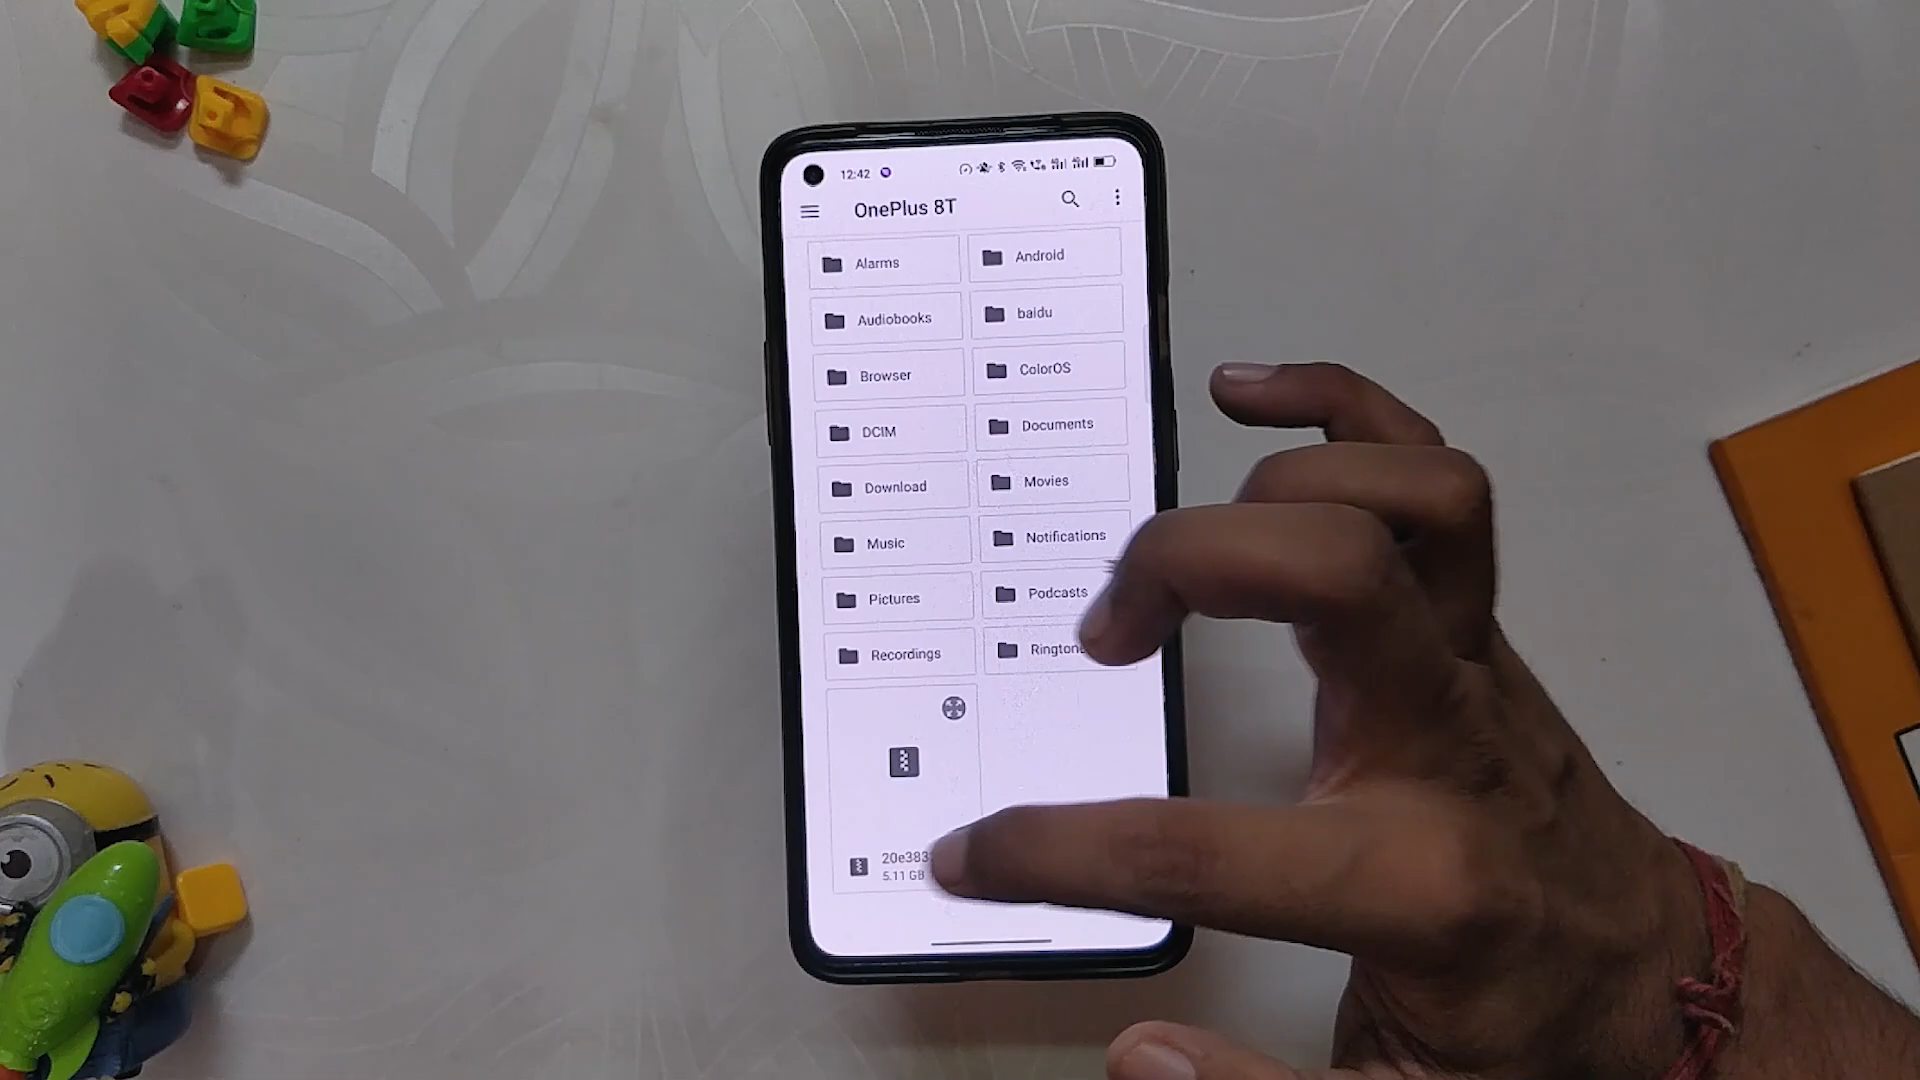 12:42
OnePlus 8T
Alarms
Android
Audiobooks
baidu
Browser
ColorOS
DCIM
Documents
Download
Movies
Music
Notifications
Pictures
Podcasts
Recordings
Ringtone
20e383
5.11 GB